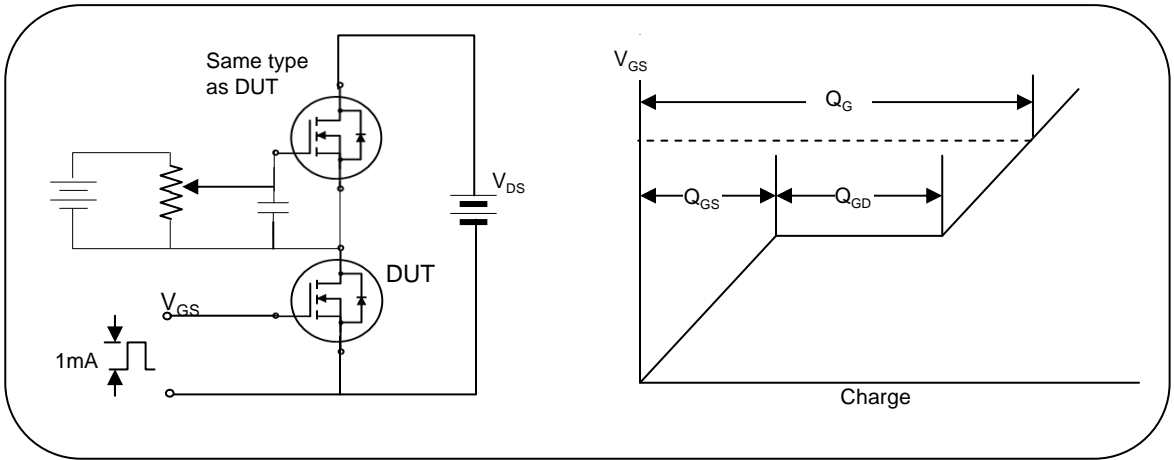 Same type
as DUT
V_DS
DUT
V_GS
1mA
V_GS
Q_G
Q_GS
Q_GD
Charge